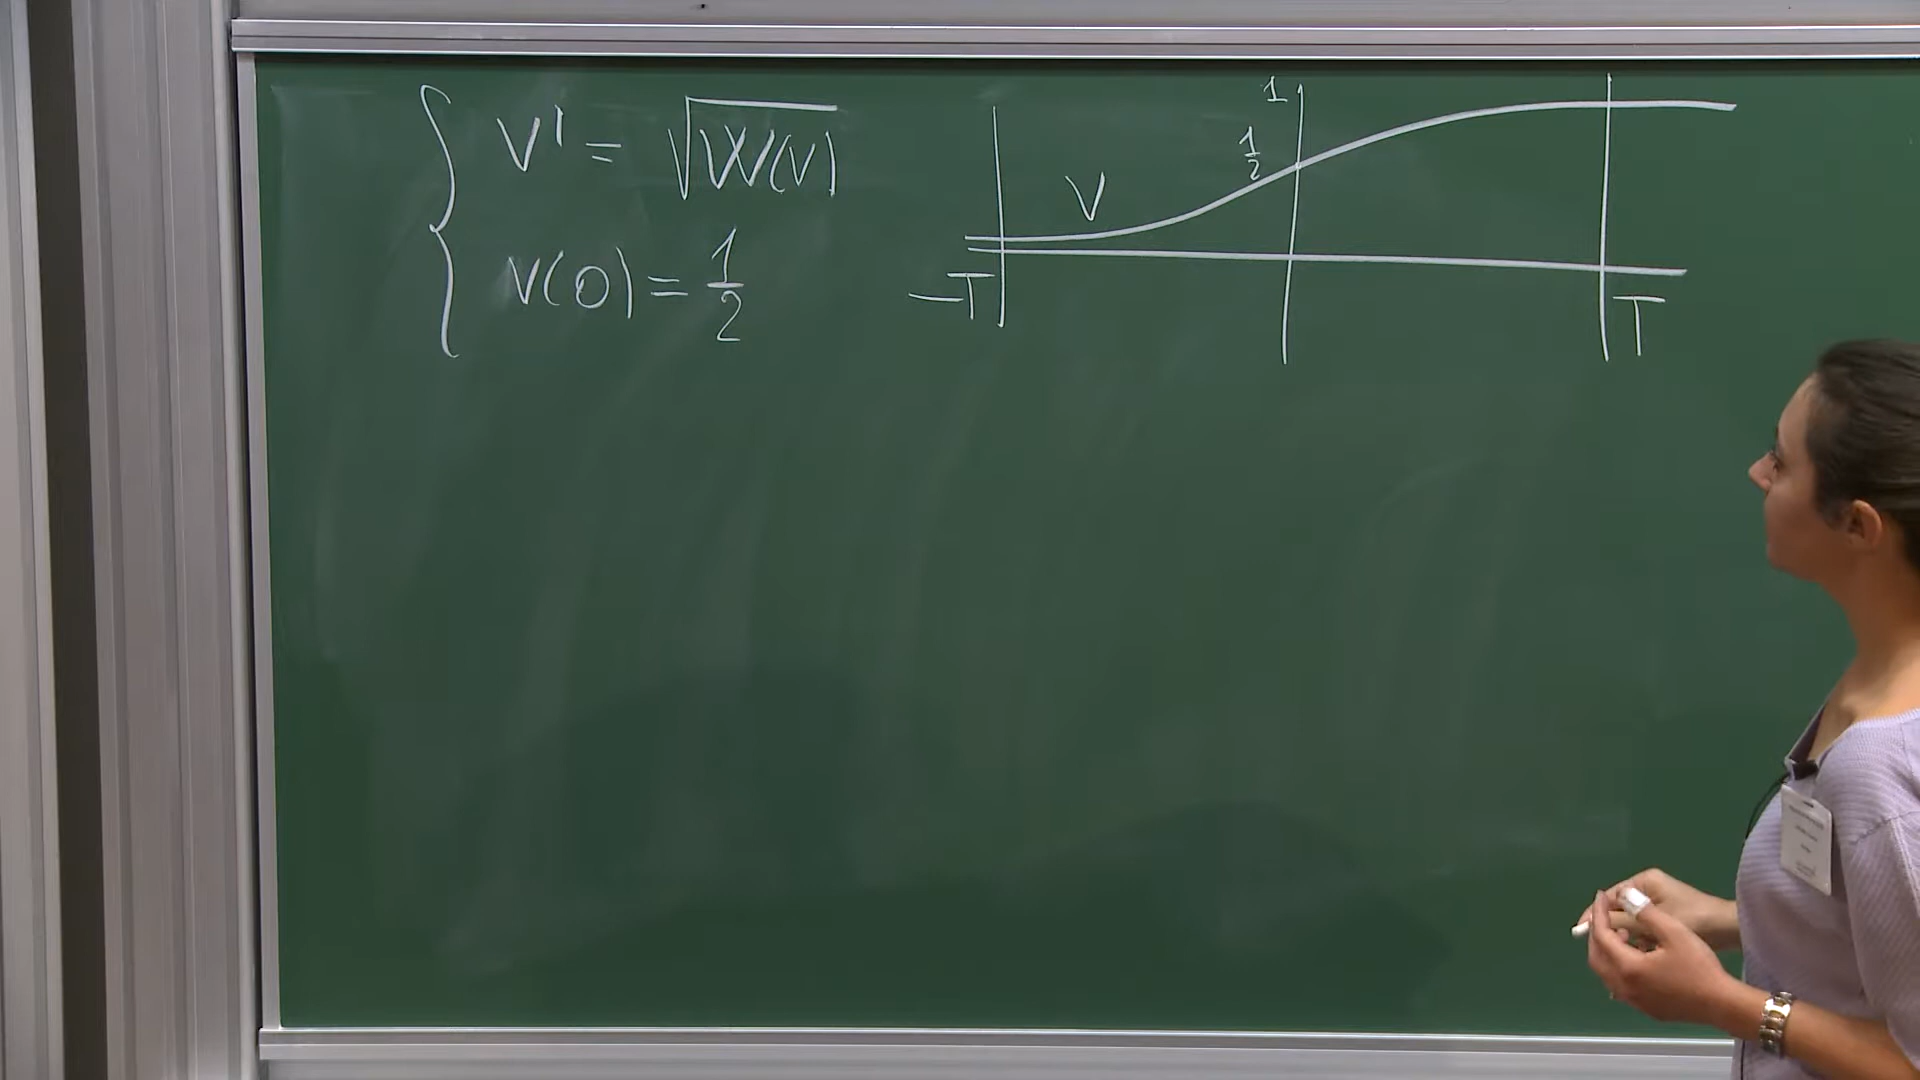 V' = √W(V)
V(0) = 1/2
1
1/2
V
-T
T